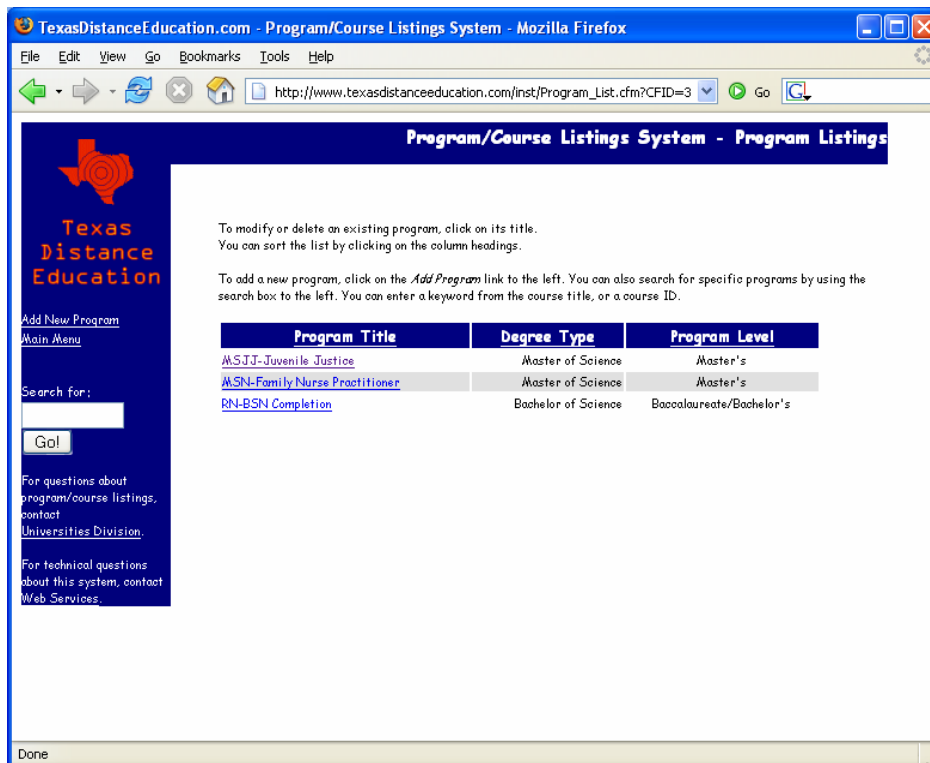 TexasDistanceEducation.com - Program/Course Listings System - Mozilla Firefox
File Edit View Go Bookmarks Tools Help
http://www.texasdistanceeducation.com/inst/Program_List.cfm?CFID=3 Go G
Program/Course Listings System - Program Listings
Texas
Distance
Education
Add New Program
Main Menu
Search for:
Go!
For questions about
program/course listings,
contact
Universities Division.
For technical questions
about this system, contact
Web Services.
To modify or delete an existing program, click on its title.
You can sort the list by clicking on the column headings.
To add a new program, click on the Add Program link to the left. You can also search for specific programs by using the
search box to the left. You can enter a keyword from the course title, or a course ID.
Program Title Degree Type Program Level
MSJJ-Juvenile Justice Master of Science Master's
MSN-Family Nurse Practitioner Master of Science Master's
RN-BSN Completion Bachelor of Science Baccalaureate/Bachelor's
Done